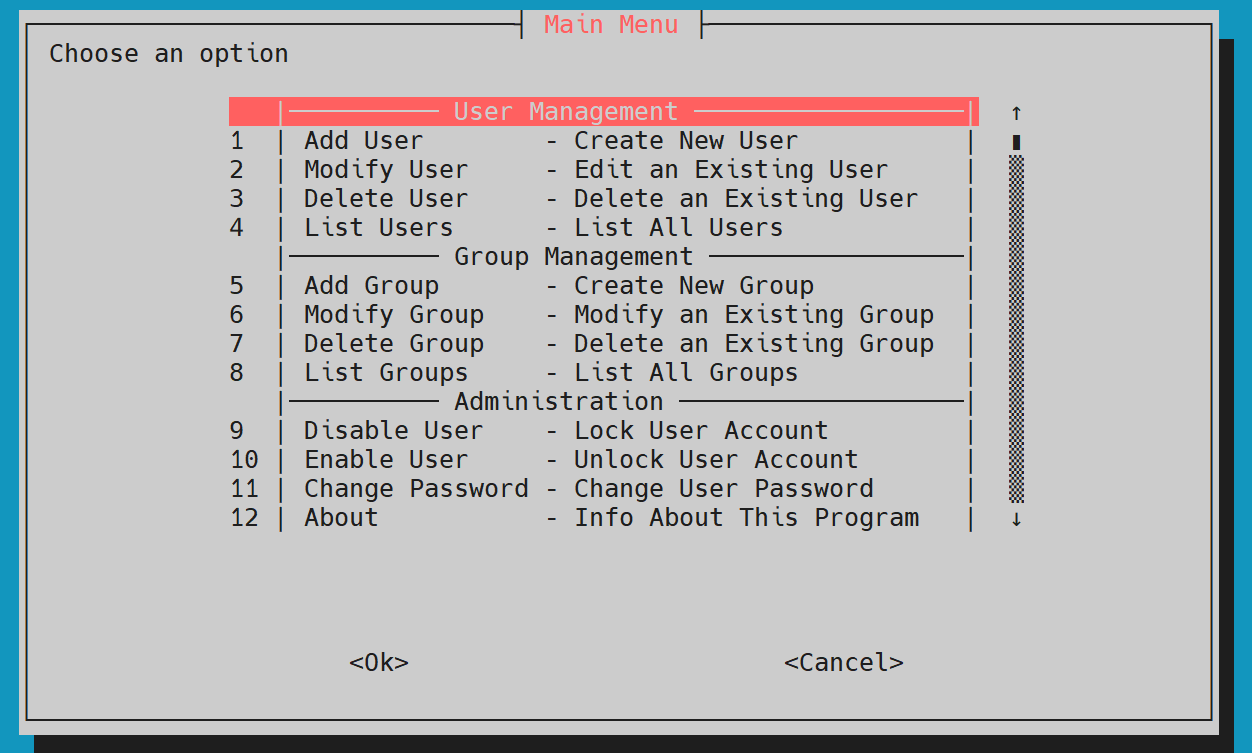 Main Menu
Choose an option
| ────────── User Management ────────────────── |
1 | Add User - Create New User |
2 | Modify User - Edit an Existing User |
3 | Delete User - Delete an Existing User |
4 | List Users - List All Users |
| ────────── Group Management ───────────────── |
5 | Add Group - Create New Group |
6 | Modify Group - Modify an Existing Group |
7 | Delete Group - Delete an Existing Group |
8 | List Groups - List All Groups |
| ────────── Administration ─────────────────── |
9 | Disable User - Lock User Account |
10 | Enable User - Unlock User Account |
11 | Change Password - Change User Password |
12 | About - Info About This Program |
<Ok> <Cancel>